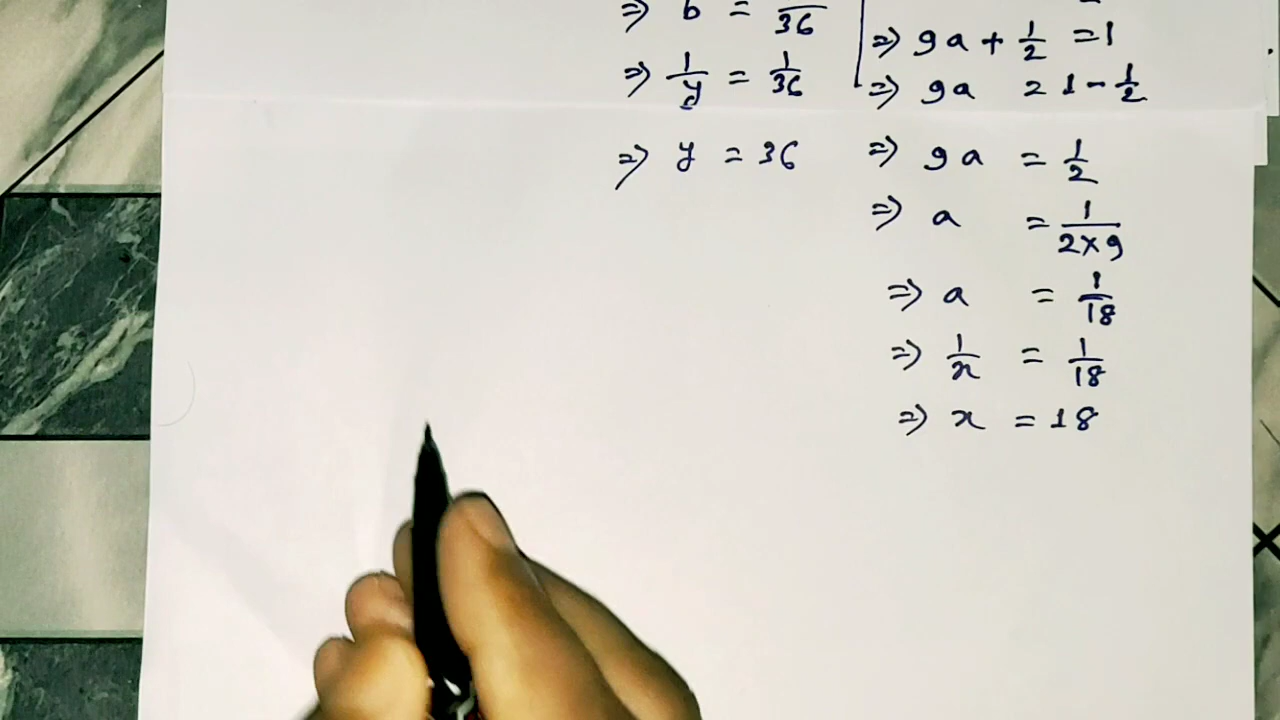 ⇒ b = /36
⇒ 1/y = 1/36
⇒ y = 36
⇒ 9a + 1/2 = 1
⇒ 9a = 1 - 1/2
⇒ 9a = 1/2
⇒ a = 1/2×9
⇒ a = 1/18
⇒ 1/x = 1/18
⇒ x = 18